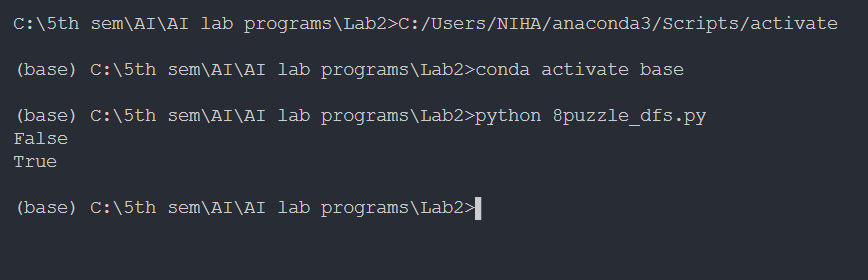 C:\5th sem\AI\AI lab programs\Lab2>C:/Users/NIHA/anaconda3/Scripts/activate
(base) C:\5th sem\AI\AI lab programs\Lab2>conda activate base
(base) C:\5th sem\AI\AI lab programs\Lab2>python 8puzzle_dfs.py
False
True
(base) C:\5th sem\AI\AI lab programs\Lab2>